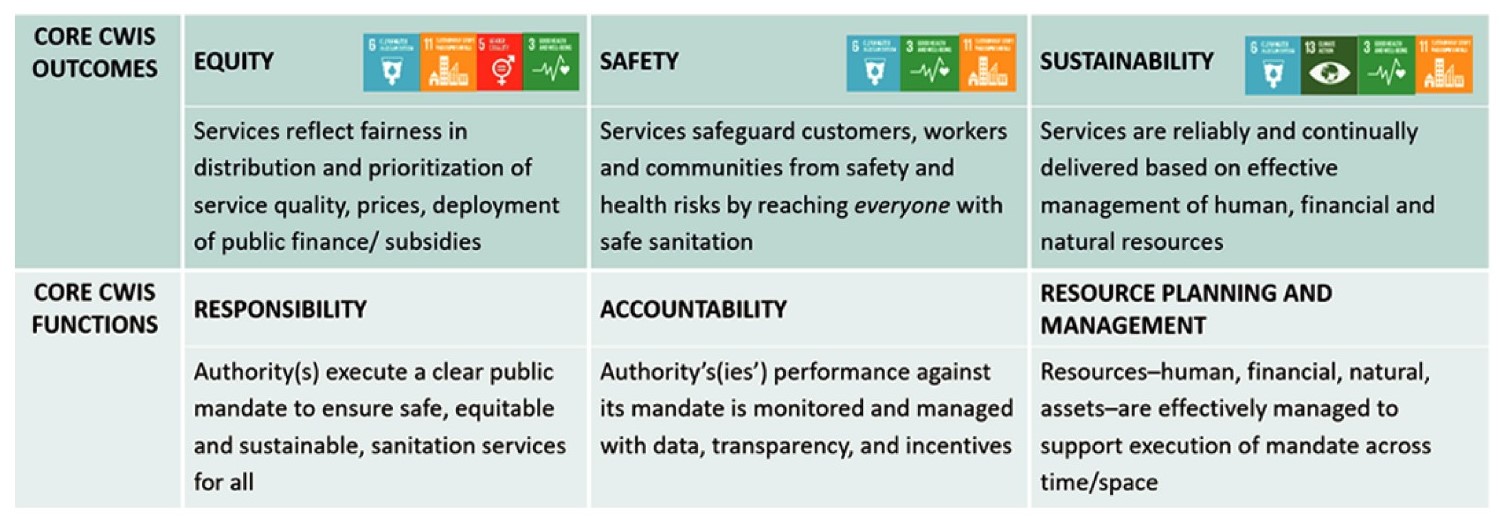 CORE CWIS
OUTCOMES
EQUITY
6
11
5
3
SAFETY
6
3
11
SUSTAINABILITY
6
13
3
11
Services reflect fairness in
distribution and prioritization of
service quality, prices, deployment
of public finance/ subsidies
Services safeguard customers, workers
and communities from safety and
health risks by reaching everyone with
safe sanitation
Services are reliably and continually
delivered based on effective
management of human, financial and
natural resources
CORE CWIS
FUNCTIONS
RESPONSIBILITY
ACCOUNTABILITY
RESOURCE PLANNING AND
MANAGEMENT
Authority(s) execute a clear public
mandate to ensure safe, equitable
and sustainable, sanitation services
for all
Authority's(ies') performance against
its mandate is monitored and managed
with data, transparency, and incentives
Resources–human, financial, natural,
assets–are effectively managed to
support execution of mandate across
time/space